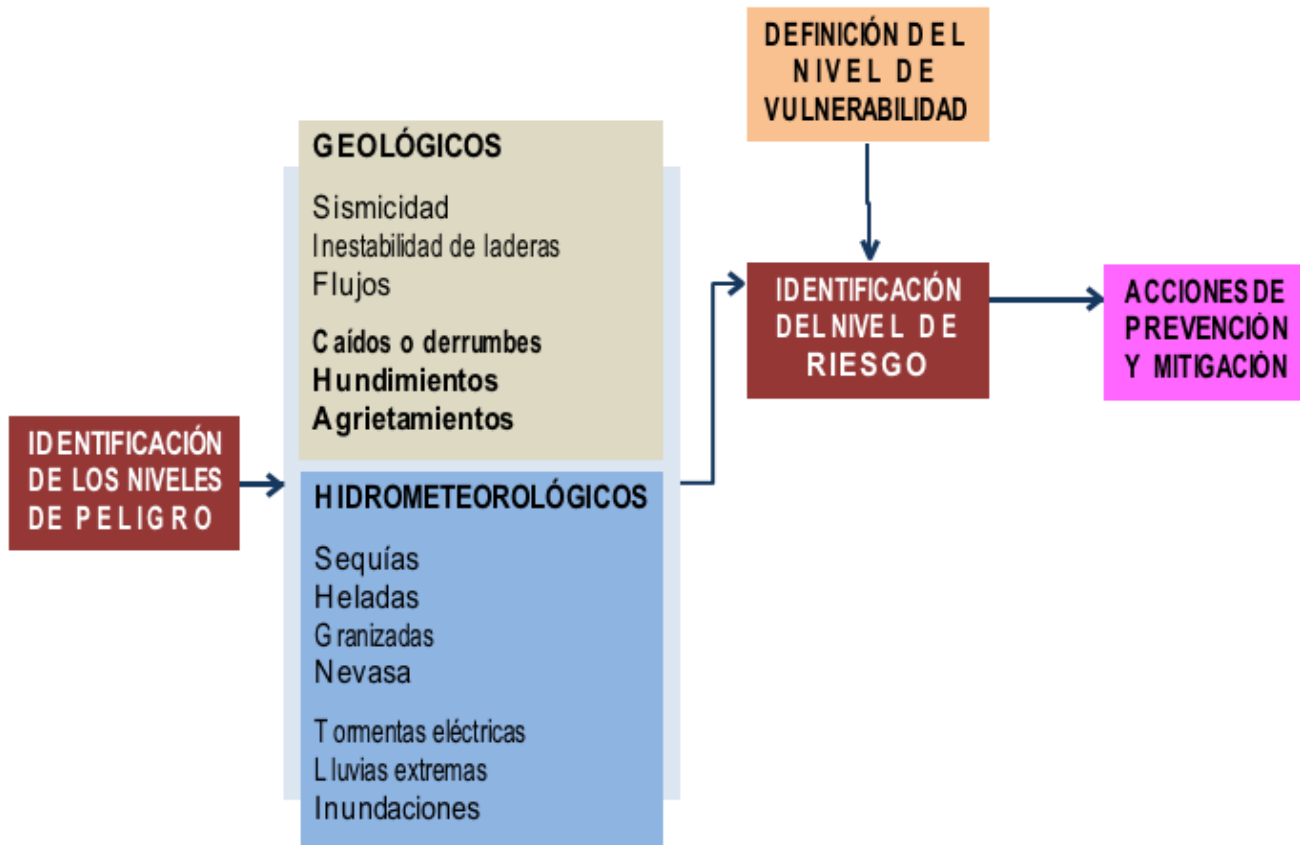 IDENTIFICACIÓN
DE LOS NIVELES
DE PELIGRO
GEOLÓGICOS
Sismicidad
Inestabilidad de laderas
Flujos
Caídos o derrumbes
Hundimientos
Agrietamientos
HIDROMETEOROLÓGICOS
Sequías
Heladas
Granizadas
Nevasa
Tormentas eléctricas
Lluvias extremas
Inundaciones
DEFINICIÓN DEL
NIVEL DE
VULNERABILIDAD
IDENTIFICACIÓN
DEL NIVEL DE
RIESGO
ACCIONES DE
PREVENCIÓN
Y MITIGACIÓN